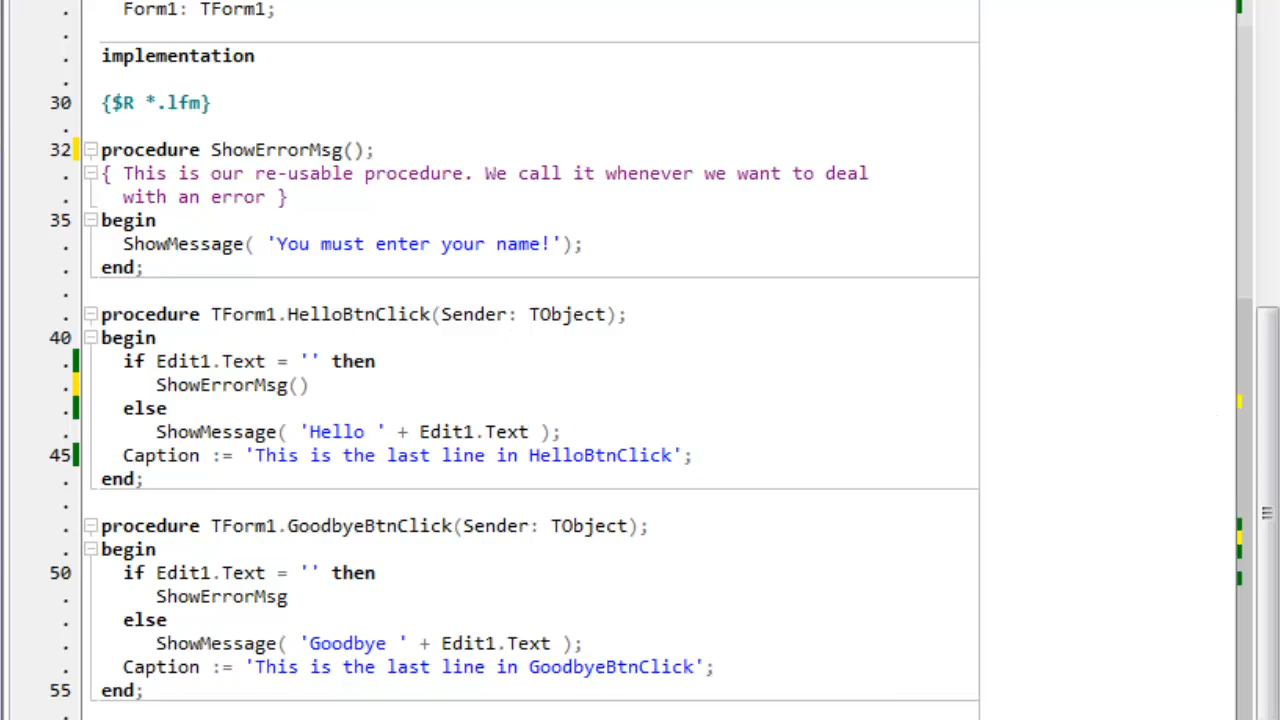 Form1: TForm1;
implementation
30 {$R *.lfm}
32 procedure ShowErrorMsg();
{ This is our re-usable procedure. We call it whenever we want to deal
with an error }
35 begin
ShowMessage( 'You must enter your name!');
end;
procedure TForm1.HelloBtnClick(Sender: TObject);
40 begin
if Edit1.Text = '' then
ShowErrorMsg()
else
ShowMessage( 'Hello ' + Edit1.Text );
45 Caption := 'This is the last line in HelloBtnClick';
end;
procedure TForm1.GoodbyeBtnClick(Sender: TObject);
begin
50 if Edit1.Text = '' then
ShowErrorMsg
else
ShowMessage( 'Goodbye ' + Edit1.Text );
Caption := 'This is the last line in GoodbyeBtnClick';
55 end;